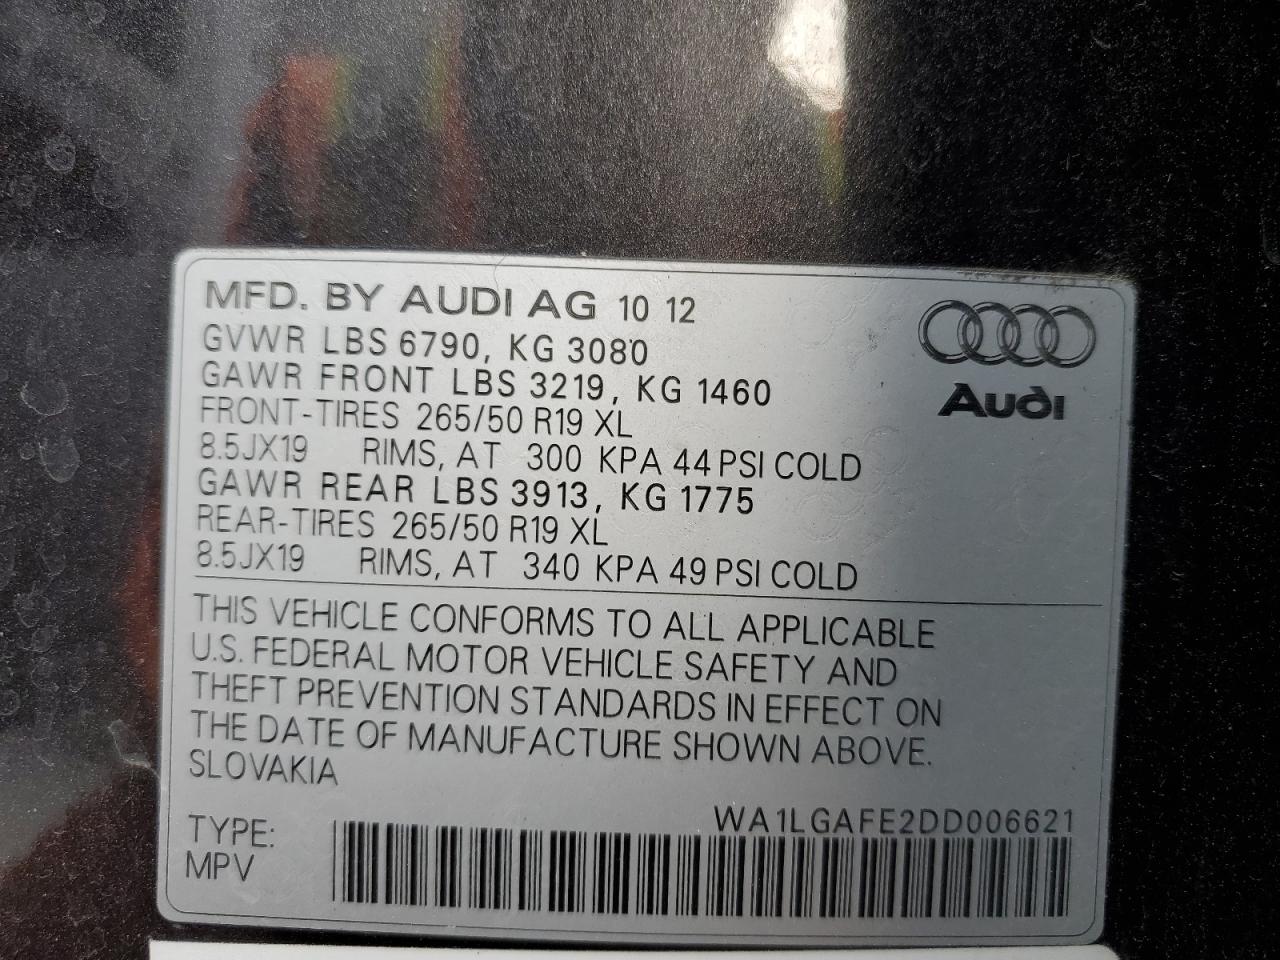 MFD. BY AUDI AG 10 12
GVWR LBS 6790, KG 3080
GAWR FRONT LBS 3219, KG 1460
FRONT-TIRES 265/50 R19 XL
8.5JX19 RIMS, AT 300 KPA 44 PSI COLD
GAWR REAR LBS 3913, KG 1775
REAR-TIRES 265/50 R19 XL
8.5JX19 RIMS, AT 340 KPA 49 PSI COLD
Audi
THIS VEHICLE CONFORMS TO ALL APPLICABLE
U.S. FEDERAL MOTOR VEHICLE SAFETY AND
THEFT PREVENTION STANDARDS IN EFFECT ON
THE DATE OF MANUFACTURE SHOWN ABOVE.
SLOVAKIA
WA1LGAFE2DD006621
TYPE:
MPV